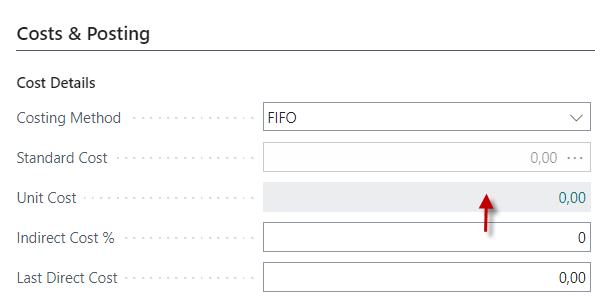 Costs & Posting
Cost Details
Costing Method FIFO
Standard Cost 0,00 ...
Unit Cost 0,00
Indirect Cost % 0
Last Direct Cost 0,00